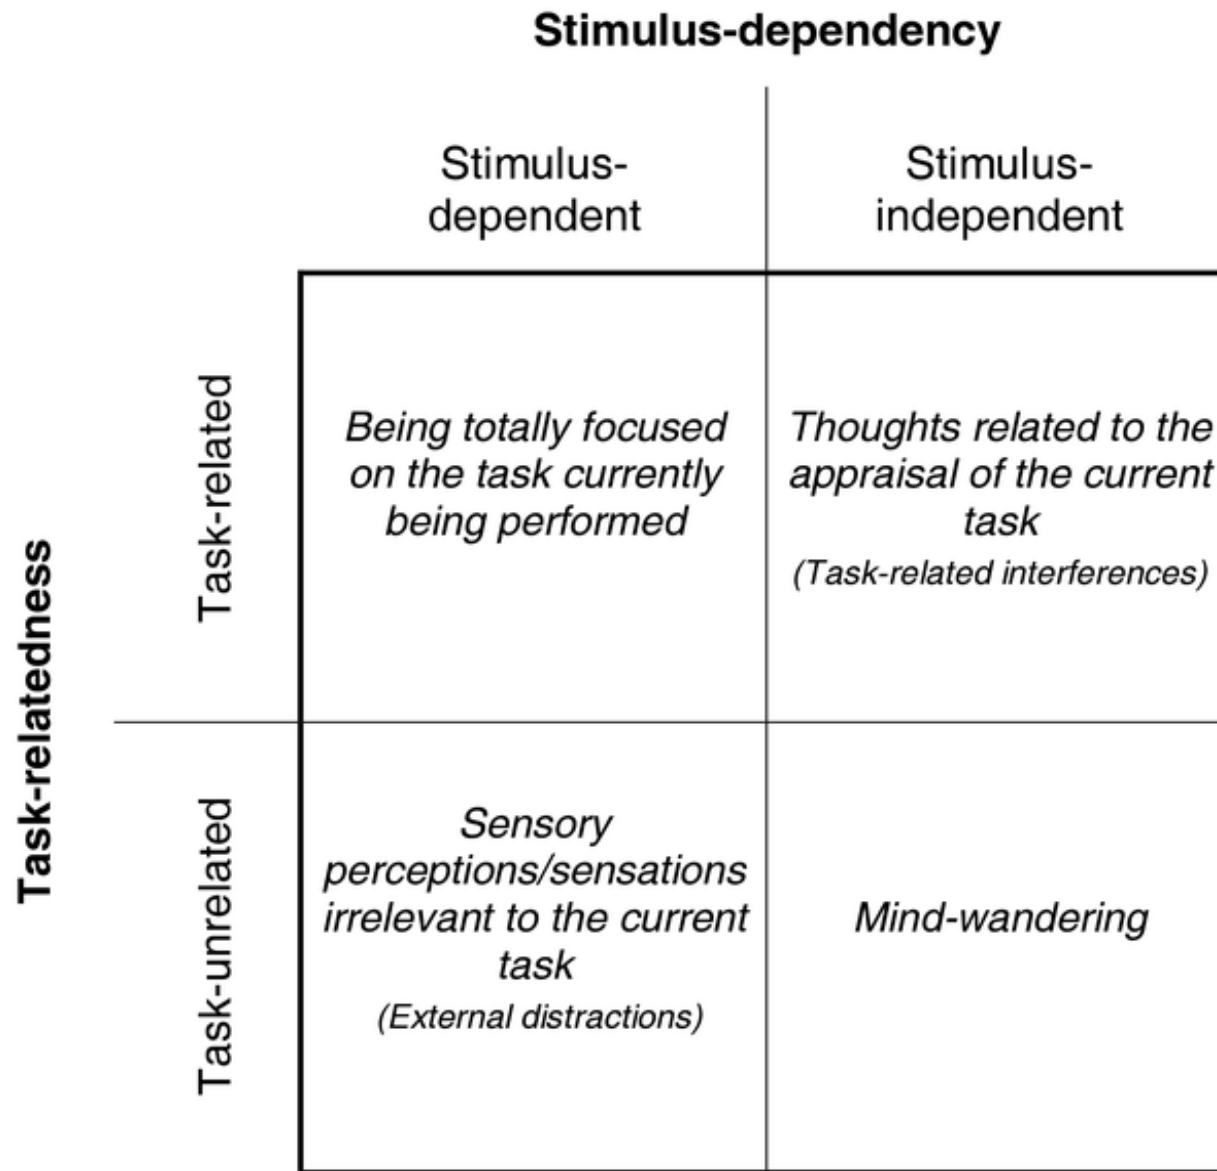 Stimulus-dependency
Stimulus-
dependent
Stimulus-
independent
Task-relatedness
Task-related
Being totally focused
on the task currently
being performed
Thoughts related to the
appraisal of the current
task
(Task-related interferences)
Task-unrelated
Sensory
perceptions/sensations
irrelevant to the current
task
(External distractions)
Mind-wandering